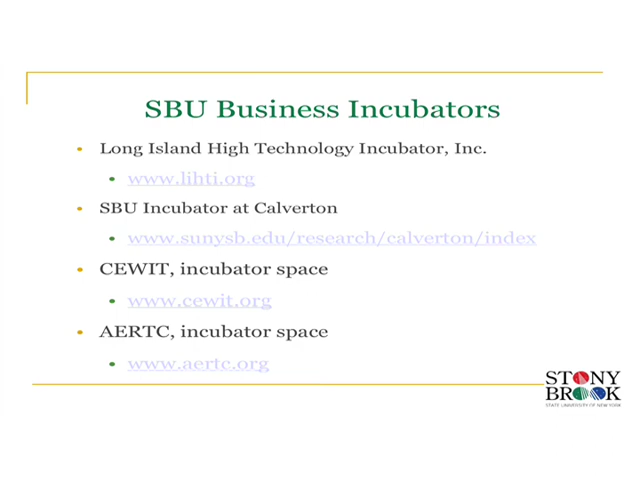 SBU Business Incubators
• Long Island High Technology Incubator, Inc.
• www.lihti.org
• SBU Incubator at Calverton
• www.sunysb.edu/research/calverton/index
• CEWIT, incubator space
• www.cewit.org
• AERTC, incubator space
• www.aertc.org
STONY
BROOK
STATE UNIVERSITY OF NEW YORK